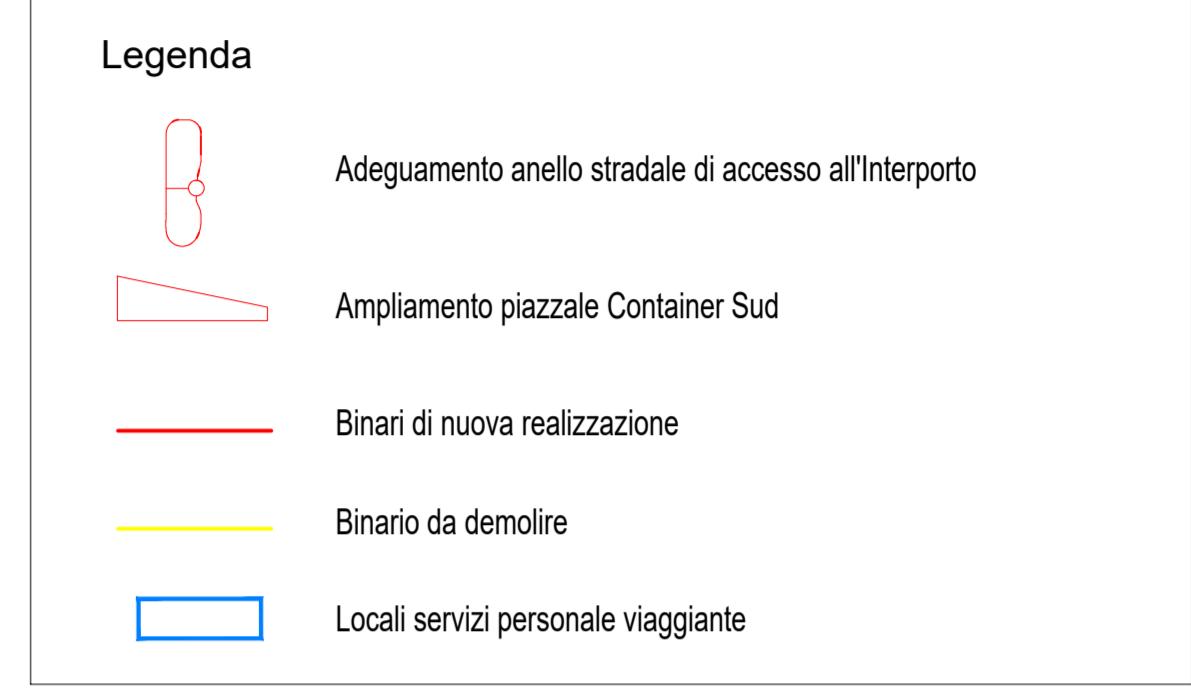 Legenda
Adeguamento anello stradale di accesso all'Interporto
Ampliamento piazzale Container Sud
Binari di nuova realizzazione
Binario da demolire
Locali servizi personale viaggiante